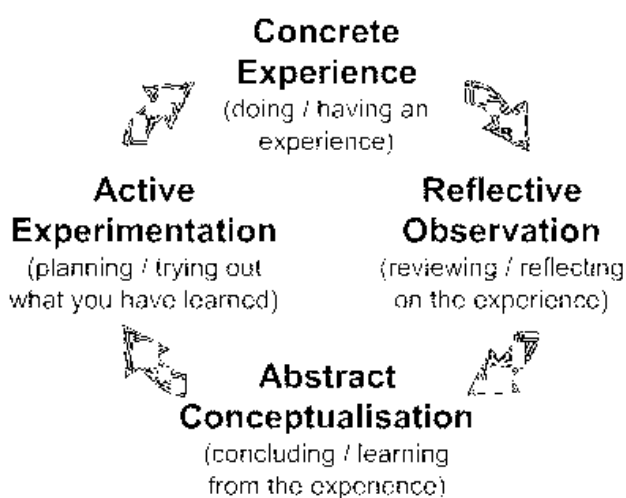 Concrete
Experience
(doing / having an
experience)
Active
Experimentation
(planning / trying out
what you have learned)
Reflective
Observation
(reviewing / reflecting
on the experience)
Abstract
Conceptualisation
(concluding / learning
from the experience)